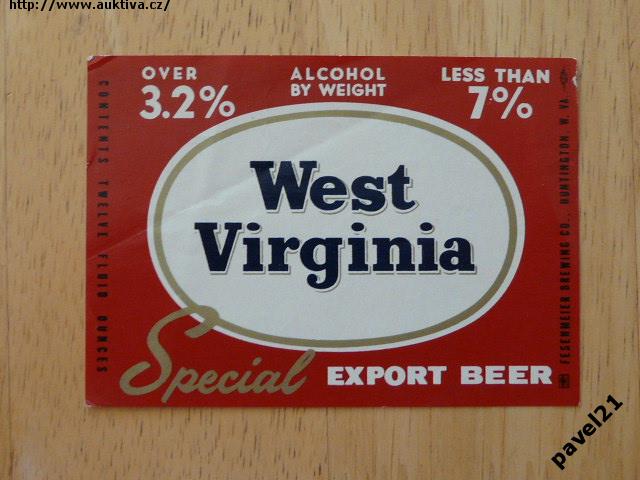 http://www.auktiva.cz/
OVER
3.2%
ALCOHOL
BY WEIGHT
LESS THAN
7%
CONTENTS TWELVE FLUID OUNCES
West
Virginia
Special EXPORT BEER
FESENMEIER BREWING CO., HUNTINGTON, W. VA.
pavel21